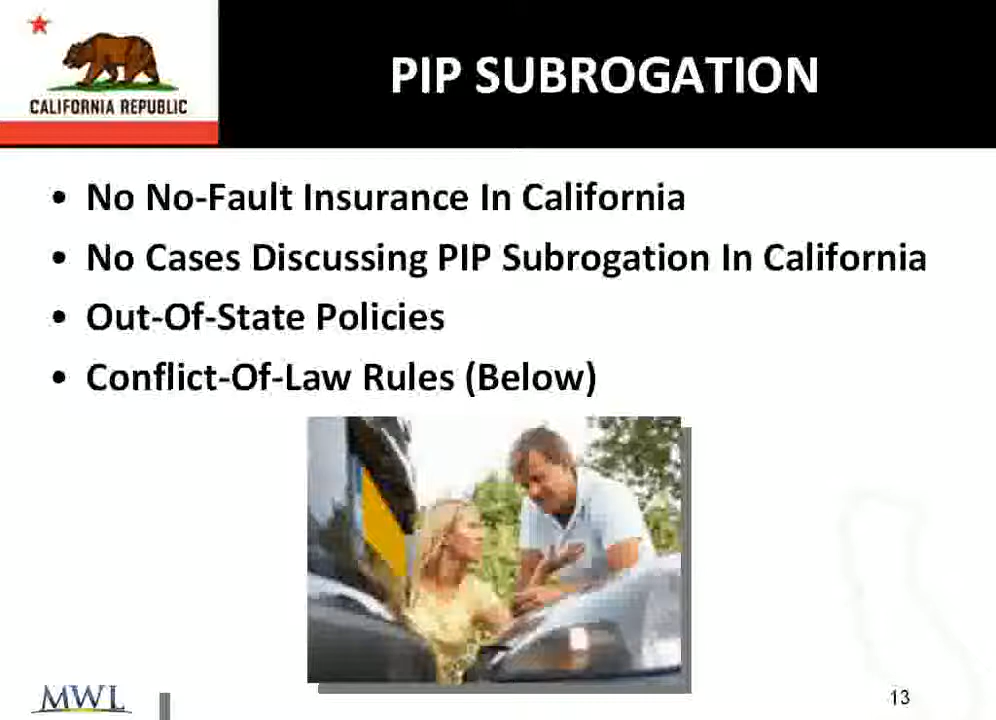 CALIFORNIA REPUBLIC
PIP SUBROGATION
• No No-Fault Insurance In California
• No Cases Discussing PIP Subrogation In California
• Out-Of-State Policies
• Conflict-Of-Law Rules (Below)
MWL
13